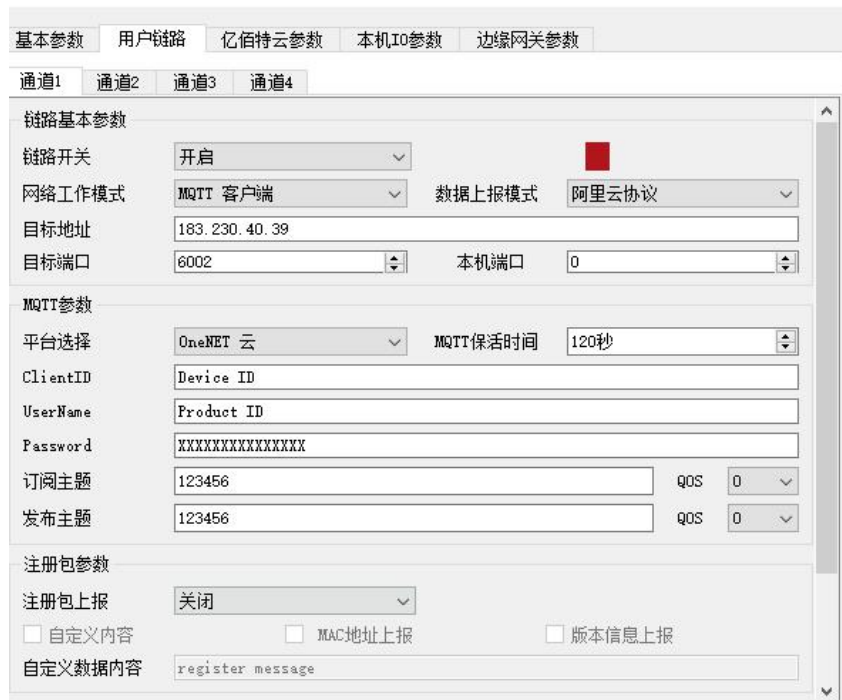 基本参数 用户链路 亿佰特云参数 本机IO参数 边缘网关参数
通道1 通道2 通道3 通道4
链路基本参数
链路开关 开启
网络工作模式 MQTT 客户端 数据上报模式 阿里云协议
目标地址 183.230.40.39
目标端口 6002 本机端口 0
MQTT参数
平台选择 OneNET 云 MQTT保活时间 120秒
ClientID Device ID
UserName Product ID
Password XXXXXXXXXXXXXXX
订阅主题 123456 QOS 0
发布主题 123456 QOS 0
注册包参数
注册包上报 关闭
自定义内容 MAC地址上报 版本信息上报
自定义数据内容 register message